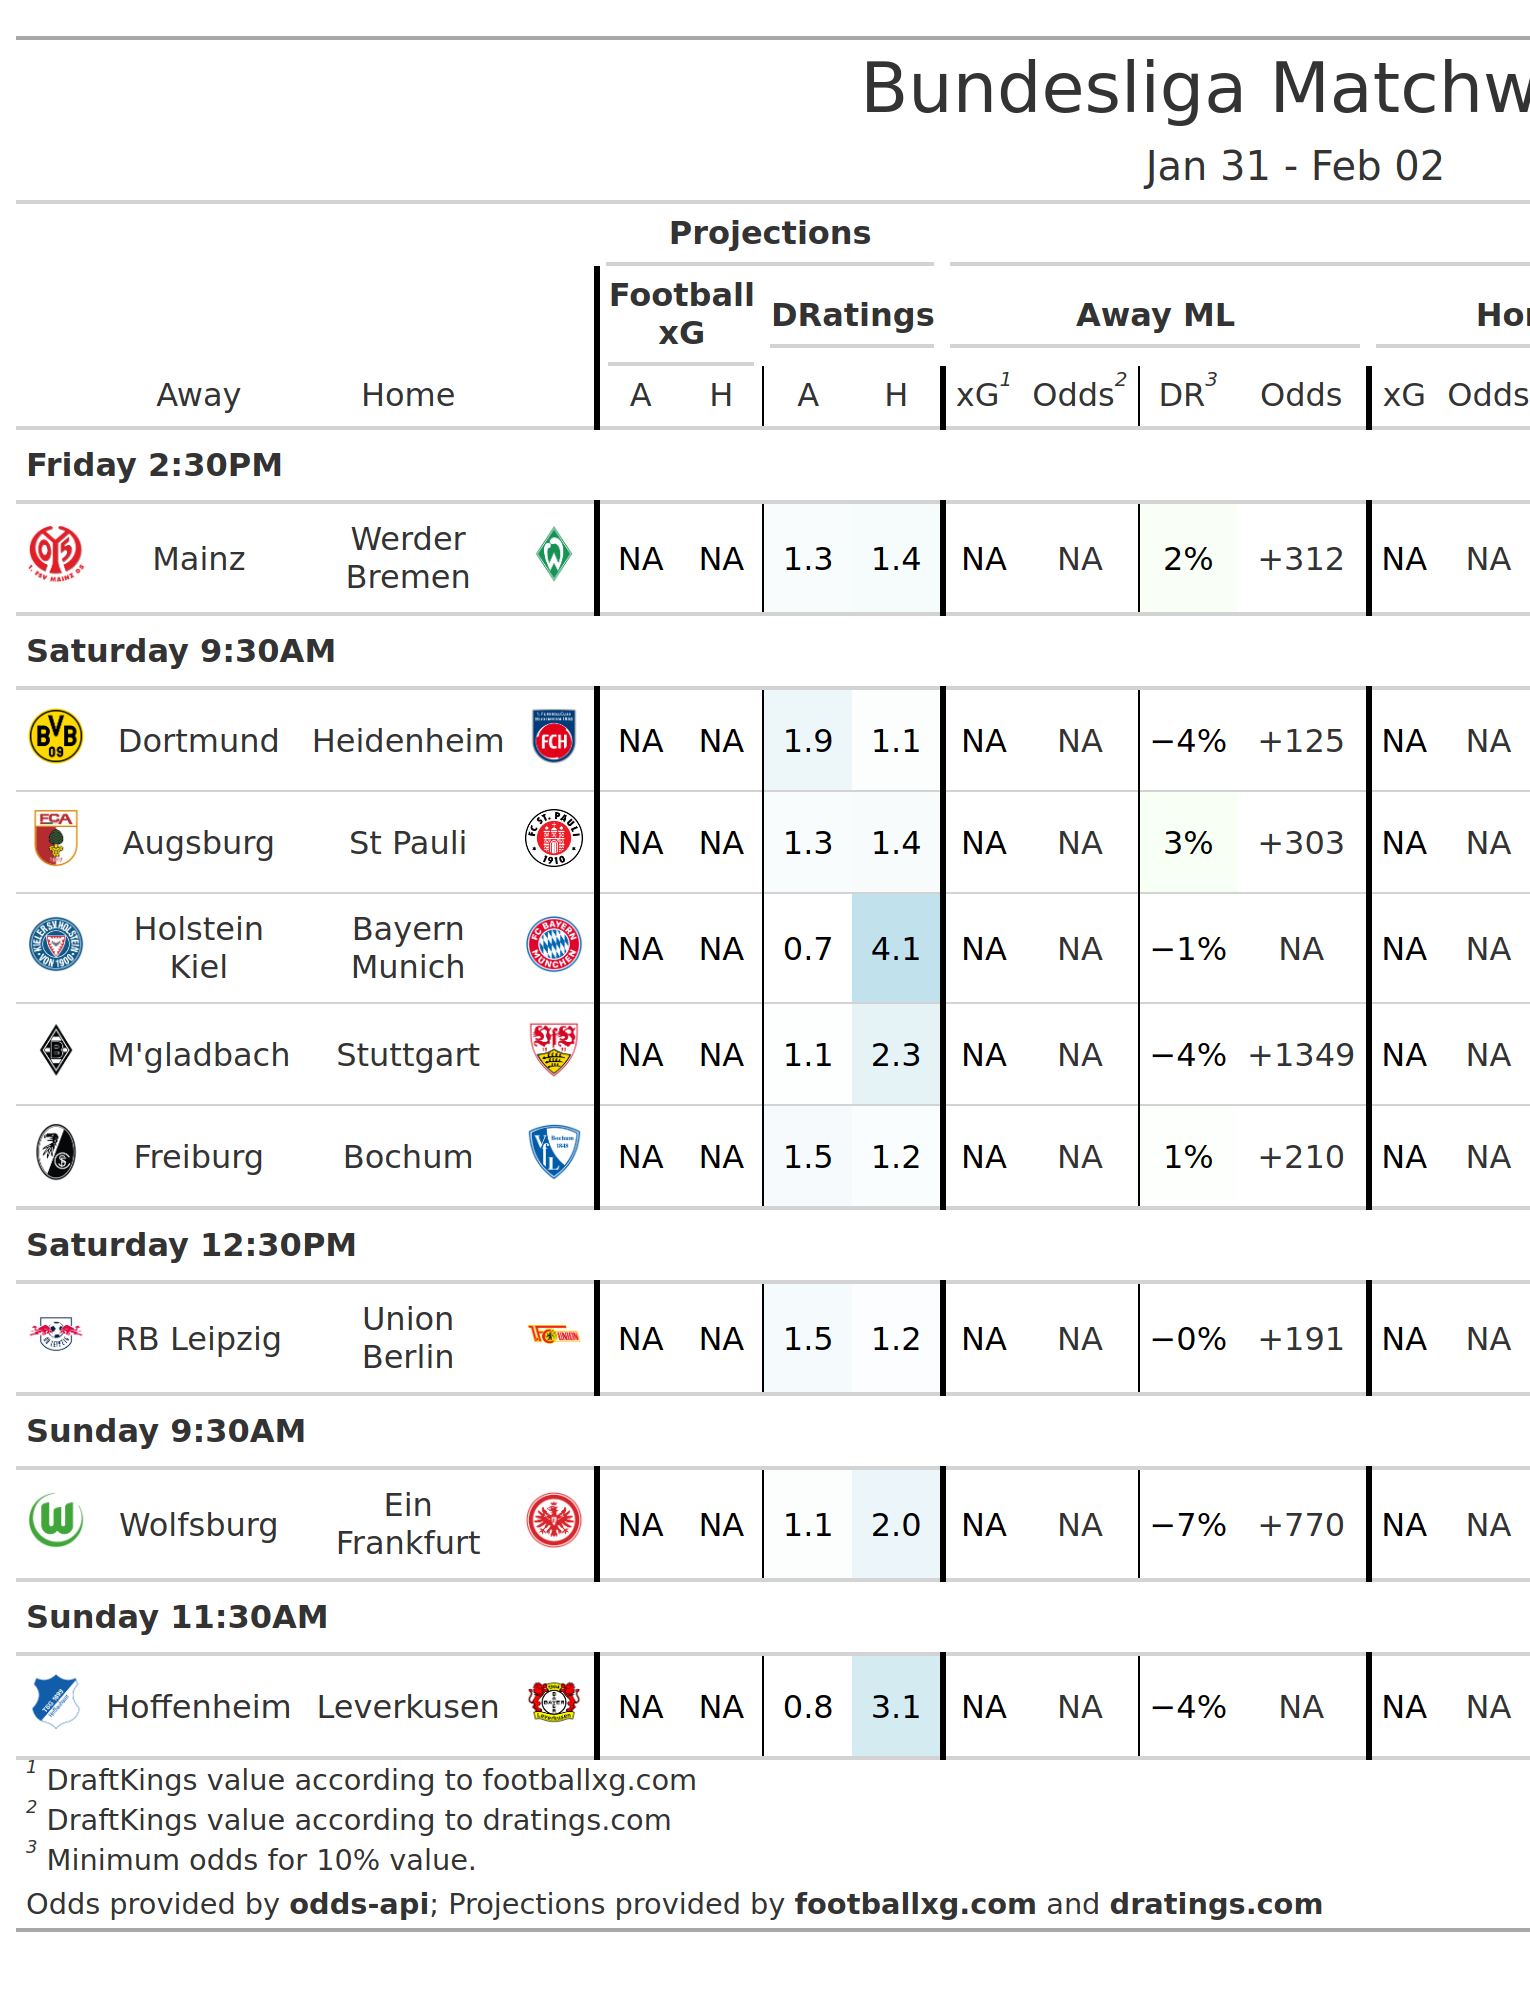 Bundesliga Matchw
Jan 31 - Feb 02
Projections
Football
xG
DRatings
Away ML
Hor
Away Home A H A H xG1 Odds2 DR3 Odds xG Odds
Friday 2:30PM
Mainz Werder
Bremen NA NA 1.3 1.4 NA NA 2% +312 NA NA
Saturday 9:30AM
Dortmund Heidenheim NA NA 1.9 1.1 NA NA −4% +125 NA NA
Augsburg St Pauli NA NA 1.3 1.4 NA NA 3% +303 NA NA
Holstein
Kiel Bayern
Munich NA NA 0.7 4.1 NA NA −1% NA NA NA
M'gladbach Stuttgart NA NA 1.1 2.3 NA NA −4% +1349 NA NA
Freiburg Bochum NA NA 1.5 1.2 NA NA 1% +210 NA NA
Saturday 12:30PM
RB Leipzig Union
Berlin NA NA 1.5 1.2 NA NA −0% +191 NA NA
Sunday 9:30AM
Wolfsburg Ein
Frankfurt NA NA 1.1 2.0 NA NA −7% +770 NA NA
Sunday 11:30AM
Hoffenheim Leverkusen NA NA 0.8 3.1 NA NA −4% NA NA NA
1 DraftKings value according to footballxg.com
2 DraftKings value according to dratings.com
3 Minimum odds for 10% value.
Odds provided by odds-api; Projections provided by footballxg.com and dratings.com